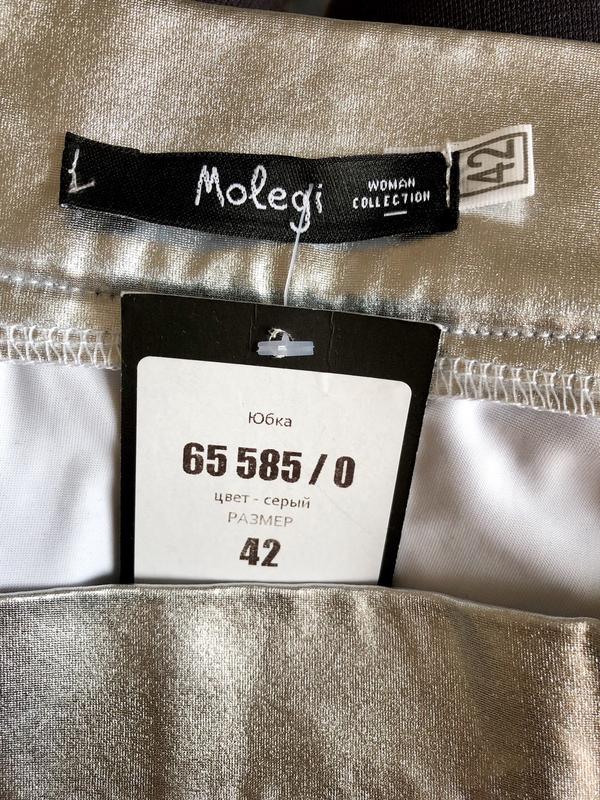 Molegi
WOMAN
COLLECTION
42
Юбка
65 585 / 0
цвет - серый
РАЗМЕР
42